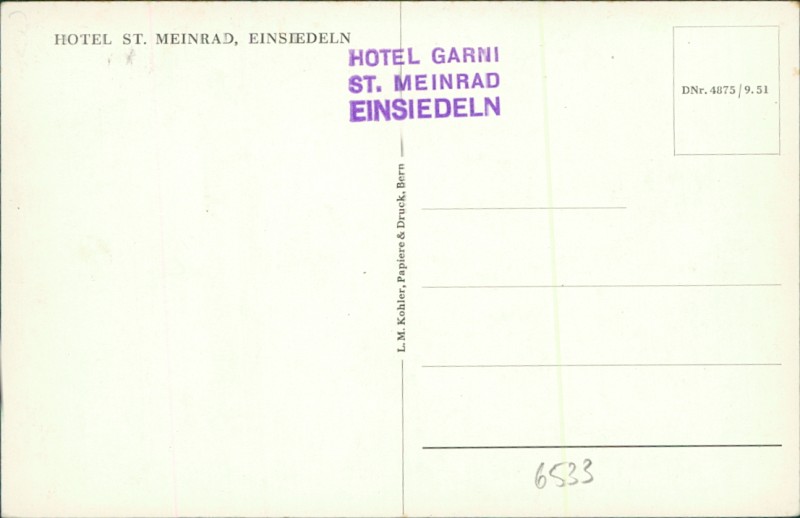 HOTEL ST. MEINRAD, EINSIEDELN
HOTEL GARNI
ST. MEINRAD
EINSIEDELN
DNr. 4875/9.51
L. M. Kohler, Papiere & Druck, Bern
6533